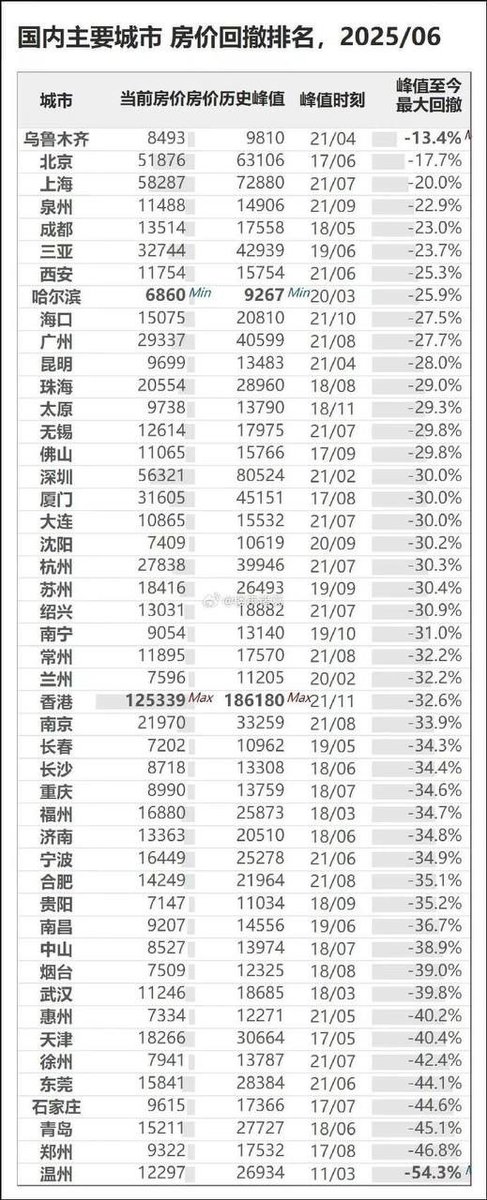 国内主要城市 房价回撤排名，2025/06
城市 当前房价 房价历史峰值 峰值时刻 峰值至今最大回撤
乌鲁木齐 8493 9810 21/04 -13.4%
北京 51876 63106 17/06 -17.7%
上海 58287 72880 21/07 -20.0%
泉州 11488 14906 21/09 -22.9%
成都 13514 17558 18/05 -23.0%
三亚 32744 42939 19/06 -23.7%
西安 11754 15754 21/06 -25.3%
哈尔滨 6860 Min 9267 Min 20/03 -25.9%
海口 15075 20810 21/10 -27.5%
广州 29337 40599 21/08 -27.7%
昆明 9699 13483 21/04 -28.0%
珠海 20554 28960 18/08 -29.0%
太原 9738 13790 18/11 -29.3%
无锡 12614 17975 21/07 -29.8%
佛山 11065 15766 17/09 -29.8%
深圳 56321 80524 21/02 -30.0%
厦门 31605 45151 17/08 -30.0%
大连 10865 15532 21/07 -30.0%
沈阳 7409 10619 20/09 -30.2%
杭州 27838 39946 21/07 -30.3%
苏州 18416 26493 19/09 -30.4%
绍兴 13031 18882 21/07 -30.9%
南宁 9054 13140 19/10 -31.0%
常州 11895 17570 21/08 -32.2%
兰州 7596 11205 20/02 -32.2%
香港 125339 Max 186180 Max 21/11 -32.6%
南京 21970 33259 21/08 -33.9%
长春 7202 10962 19/05 -34.3%
长沙 8718 13308 18/06 -34.4%
重庆 8990 13759 18/07 -34.6%
福州 16880 25873 18/03 -34.7%
济南 13363 20510 18/06 -34.8%
宁波 16449 25278 21/06 -34.9%
合肥 14249 21964 21/08 -35.1%
贵阳 7147 11034 18/09 -35.2%
南昌 9207 14556 19/06 -36.7%
中山 8527 13974 18/07 -38.9%
烟台 7509 12325 18/08 -39.0%
武汉 11246 18685 18/03 -39.8%
惠州 7334 12271 21/05 -40.2%
天津 18266 30664 17/05 -40.4%
徐州 7941 13787 21/07 -42.4%
东莞 15841 28384 21/06 -44.1%
石家庄 9615 17366 17/07 -44.6%
青岛 15211 27727 18/06 -45.1%
郑州 9322 17532 17/08 -46.8%
温州 12297 26934 11/03 -54.3%